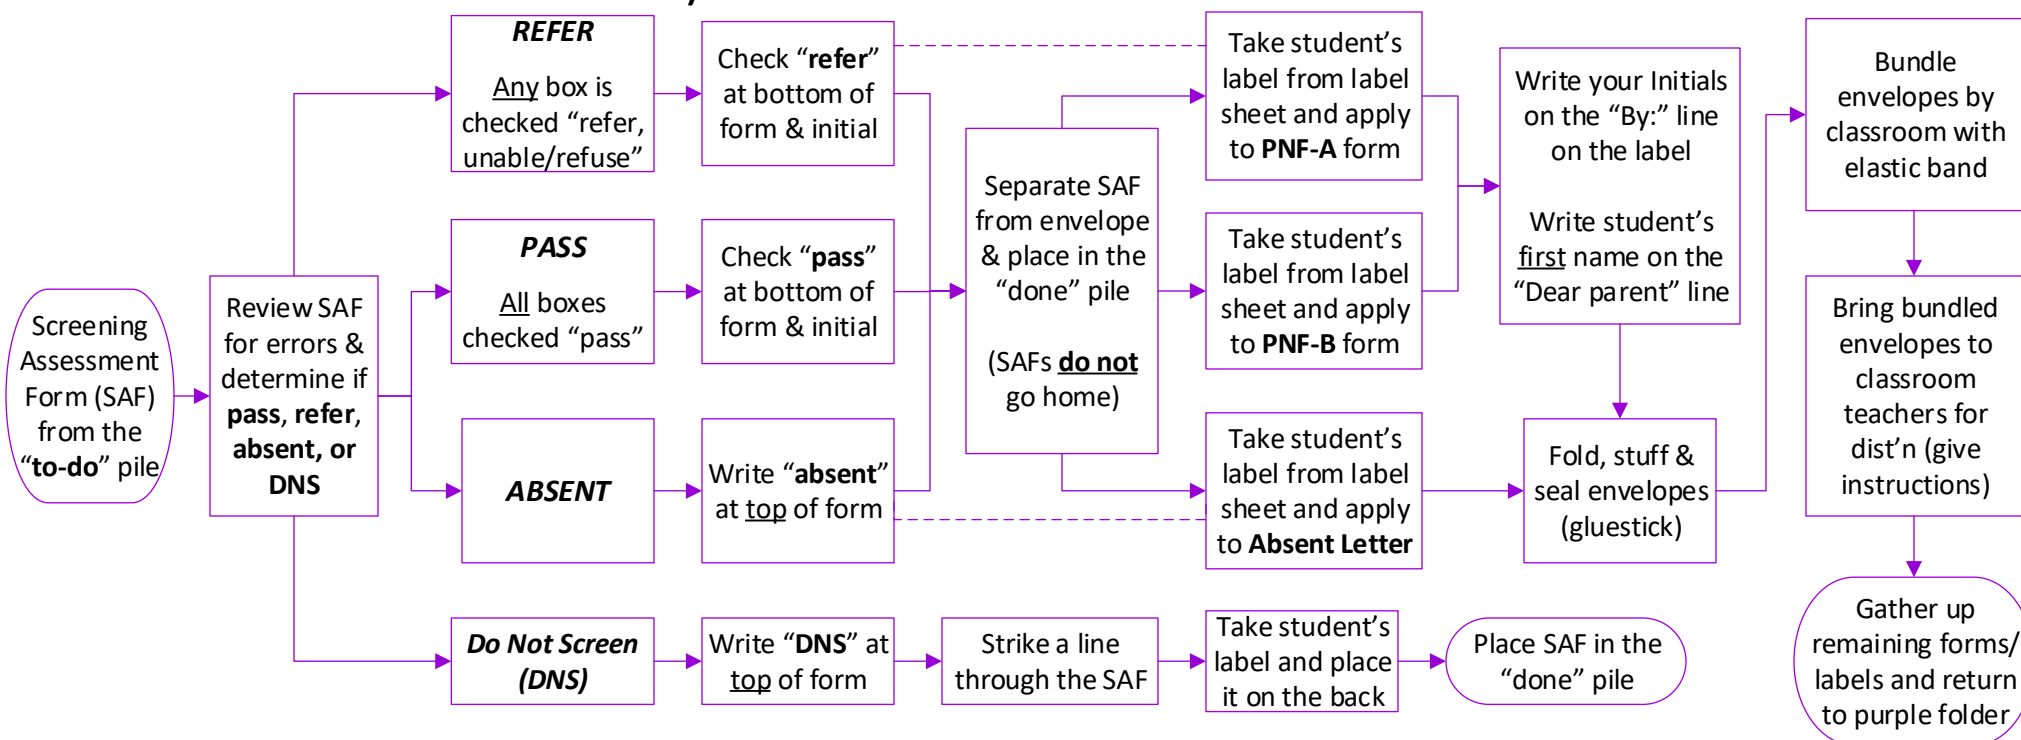 Screening
Assessment
Form (SAF)
from the
“to-do” pile
Review SAF
for errors &
determine if
pass, refer,
absent, or
DNS
REFER
Any box is
checked “refer,
unable/refuse”
Check “refer”
at bottom of
form & initial
PASS
All boxes
checked “pass”
Check “pass”
at bottom of
form & initial
ABSENT
Write “absent”
at top of form
Do Not Screen
(DNS)
Write “DNS” at
top of form
Strike a line
through the SAF
Take student’s
label and place
it on the back
Place SAF in the
“done” pile
Separate SAF
from envelope
& place in the
“done” pile
(SAFs do not
go home)
Take student’s
label from label
sheet and apply
to PNF-A form
Take student’s
label from label
sheet and apply
to PNF-B form
Take student’s
label from label
sheet and apply
to Absent Letter
Write your Initials
on the “By:” line
on the label
Write student’s
first name on the
“Dear parent” line
Fold, stuff &
seal envelopes
(gluestick)
Bundle
envelopes by
classroom with
elastic band
Bring bundled
envelopes to
classroom
teachers for
dist’n (give
instructions)
Gather up
remaining forms/
labels and return
to purple folder